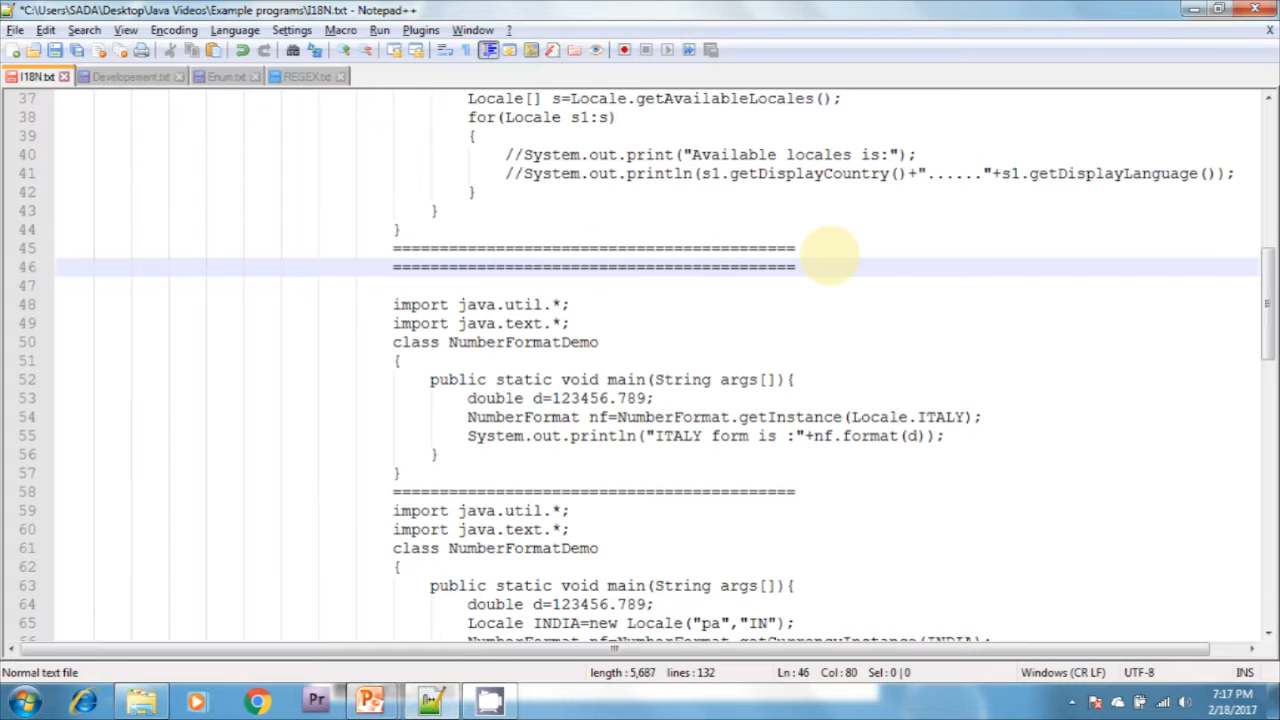 *C:\Users\SADA\Desktop\Java Videos\Example programs\I18N.txt - Notepad++
File Edit Search View Encoding Language Settings Macro Run Plugins Window ? X
I18N.txt Developement.txt Enum.txt REGEX.txt
37 Locale[] s=Locale.getAvailableLocales();
38 for(Locale s1:s)
39 {
40 //System.out.print("Available locales is:");
41 //System.out.println(s1.getDisplayCountry()+"......"+s1.getDisplayLanguage());
42 }
43 }
44 }
45 ===========================================
46 ===========================================
47
48 import java.util.*;
49 import java.text.*;
50 class NumberFormatDemo
51 {
52 public static void main(String args[]){
53 double d=123456.789;
54 NumberFormat nf=NumberFormat.getInstance(Locale.ITALY);
55 System.out.println("ITALY form is :"+nf.format(d));
56 }
57 }
58 ===========================================
59 import java.util.*;
60 import java.text.*;
61 class NumberFormatDemo
62 {
63 public static void main(String args[]){
64 double d=123456.789;
65 Locale INDIA=new Locale("pa","IN");
66 NumberFormat nf=NumberFormat.getCurrencyInstance(INDIA);
Normal text file length : 5,687 lines : 132 Ln : 46 Col : 80 Sel : 0 | 0 Windows (CR LF) UTF-8 INS
Pr
7:17 PM
2/18/2017